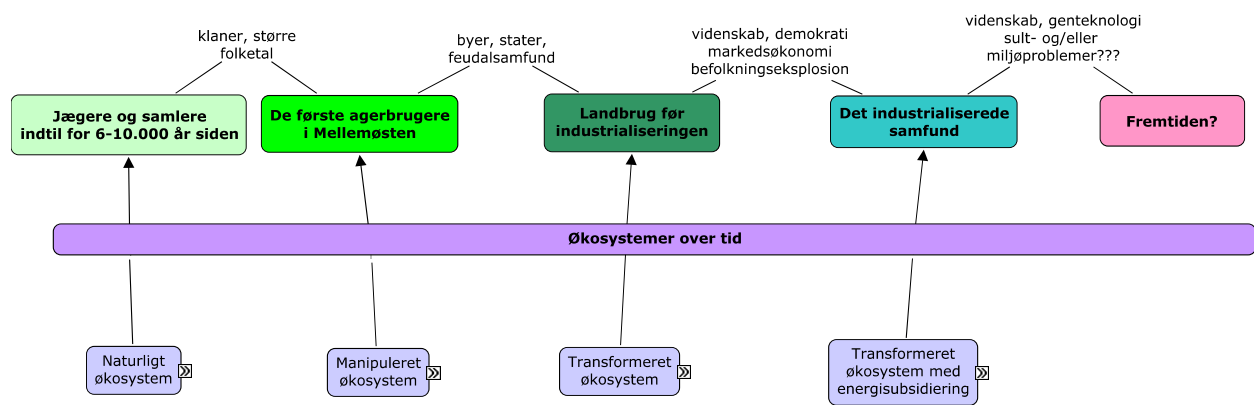 klaner, større
folketal
byer, stater,
feudalsamfund
videnskab, demokrati
markedsøkonomi
befolkningseksplosion
videnskab, genteknologi
sult- og/eller
miljøproblemer???
Jægere og samlere
indtil for 6-10.000 år siden
De første agerbrugere
i Mellemøsten
Landbrug før
industrialiseringen
Det industrialiserede
samfund
Fremtiden?
Økosystemer over tid
Naturligt
økosystem
Manipuleret
økosystem
Transformeret
økosystem
Transformeret
økosystem med
energisubsidiering